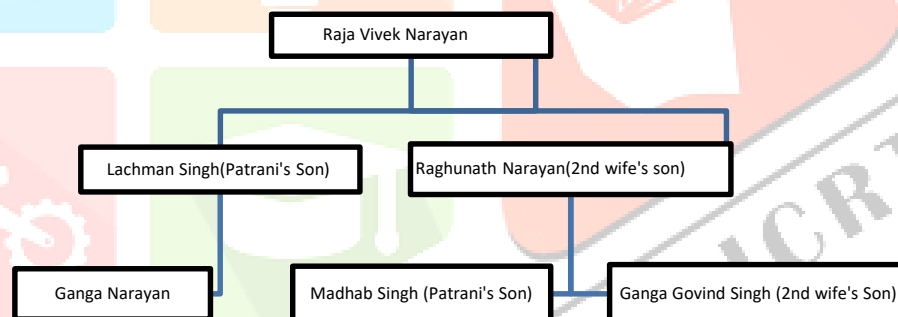 Raja Vivek Narayan
Lachman Singh(Patrani's Son)
Raghunath Narayan(2nd wife's son)
Ganga Narayan
Madhab Singh (Patrani's Son)
Ganga Govind Singh (2nd wife's Son)